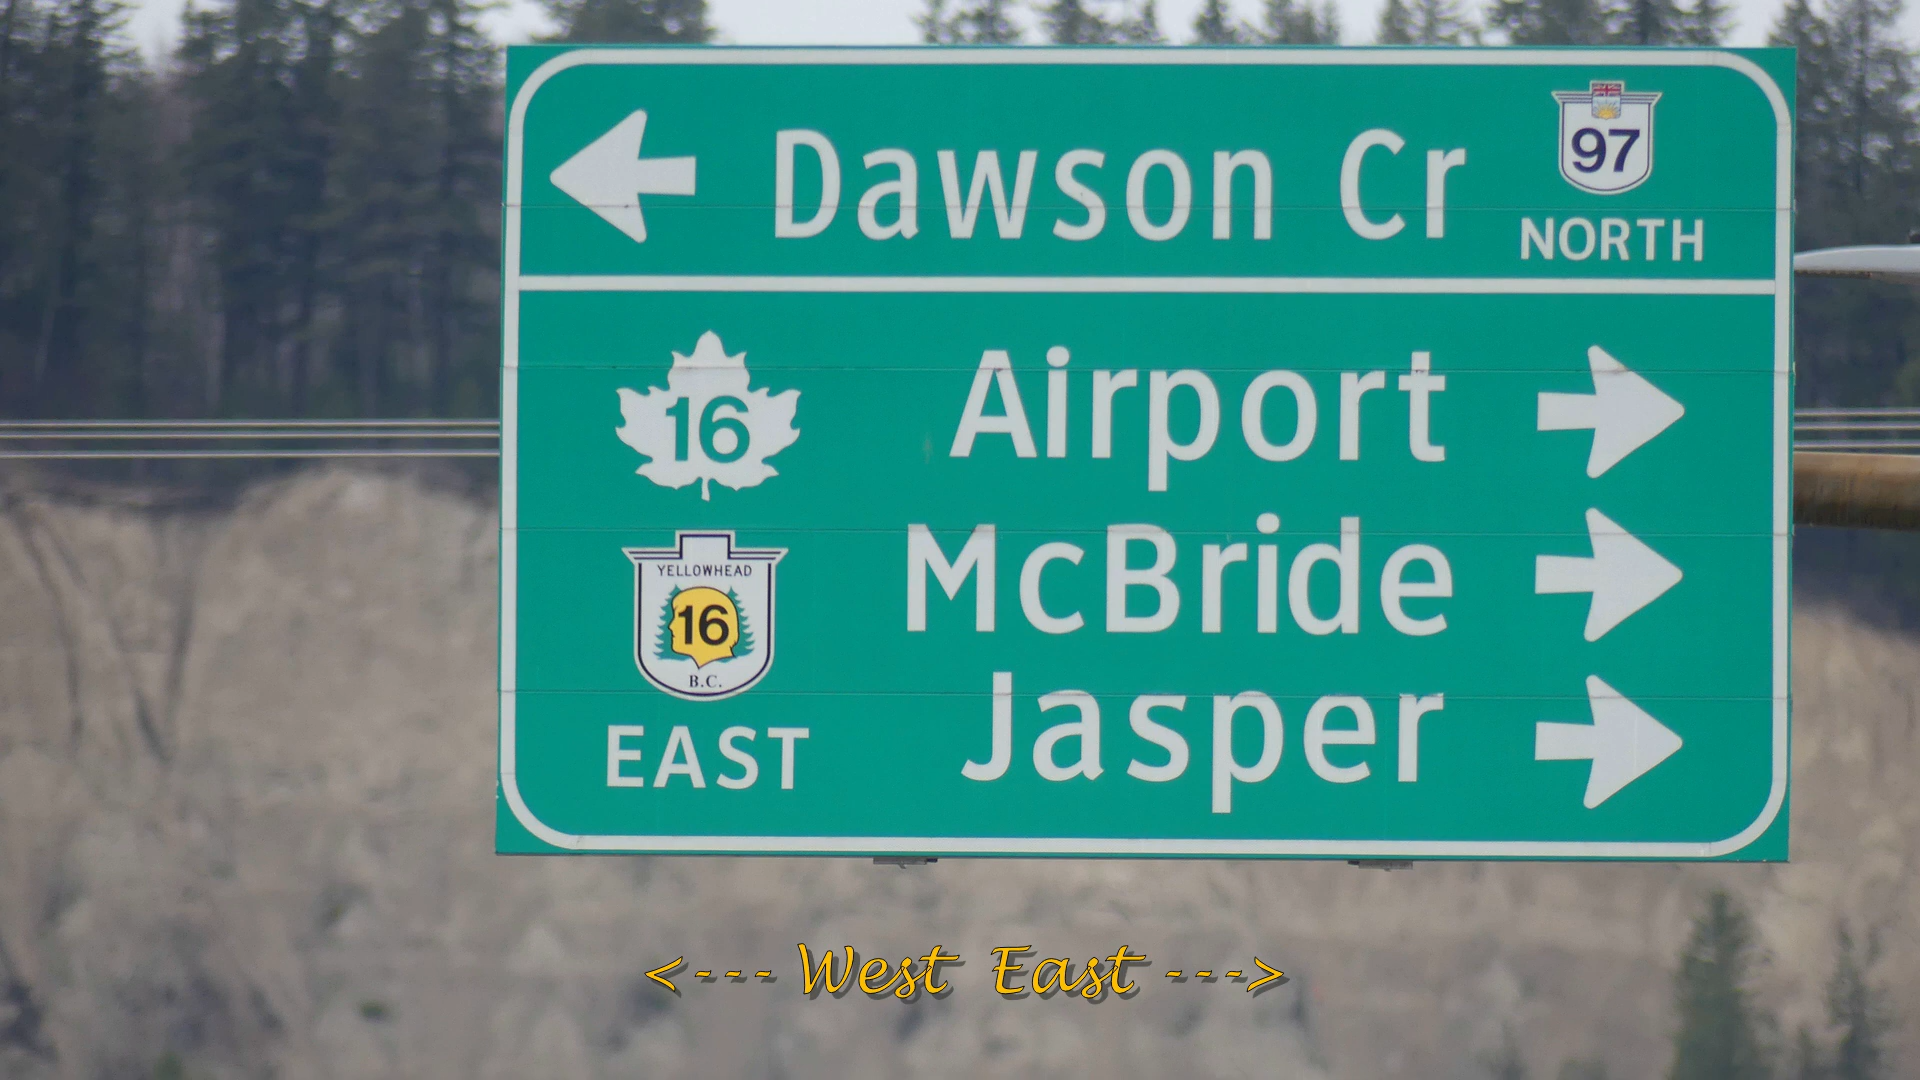 Dawson Cr
97
NORTH
16
Airport
YELLOWHEAD
16
B.C.
McBride
EAST
Jasper
<--- West East --->